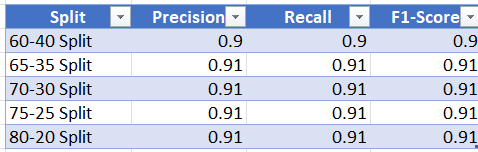 Split Precision Recall F1-Score
60-40 Split 0.9 0.9 0.9
65-35 Split 0.91 0.91 0.91
70-30 Split 0.91 0.91 0.91
75-25 Split 0.91 0.91 0.91
80-20 Split 0.91 0.91 0.91